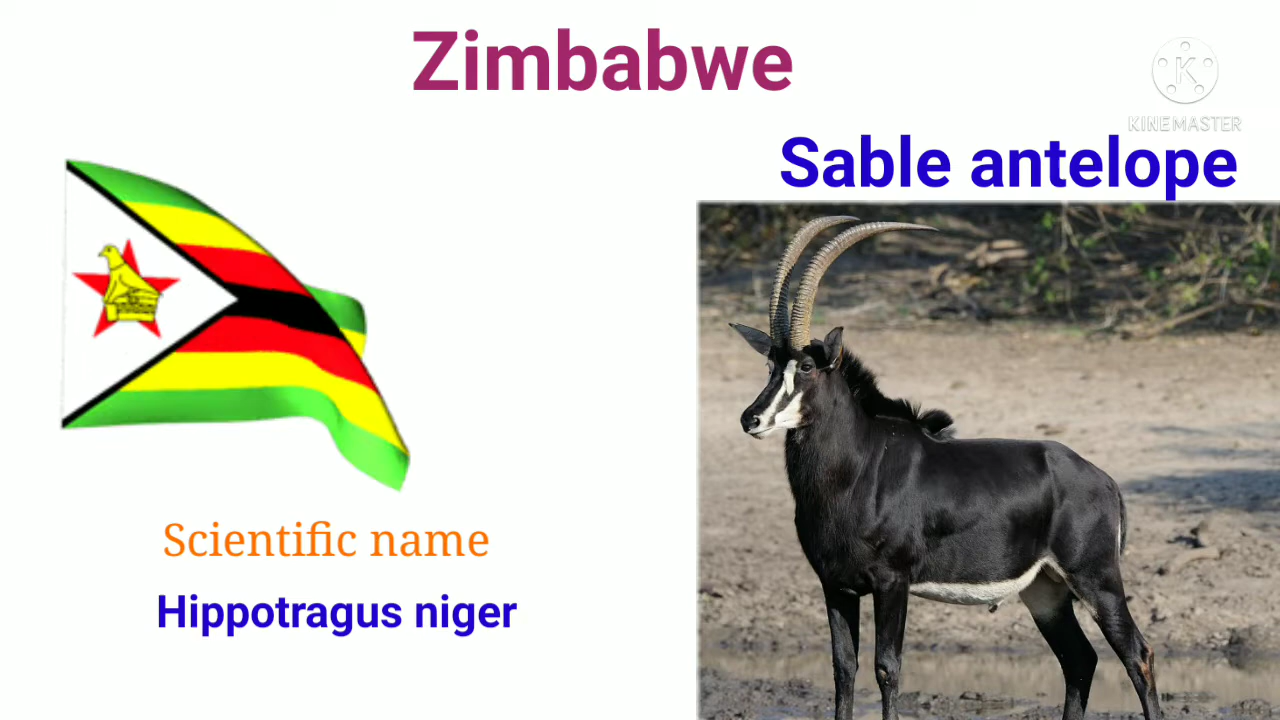 Zimbabwe
K
KINEMASTER
Sable antelope
Scientific name
Hippotragus niger